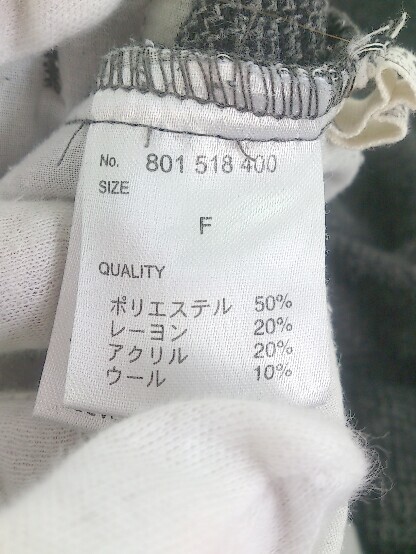 No. 801 518 400
SIZE
F
QUALITY
ポリエステル 50%
レーヨン 20%
アクリル 20%
ウール 10%